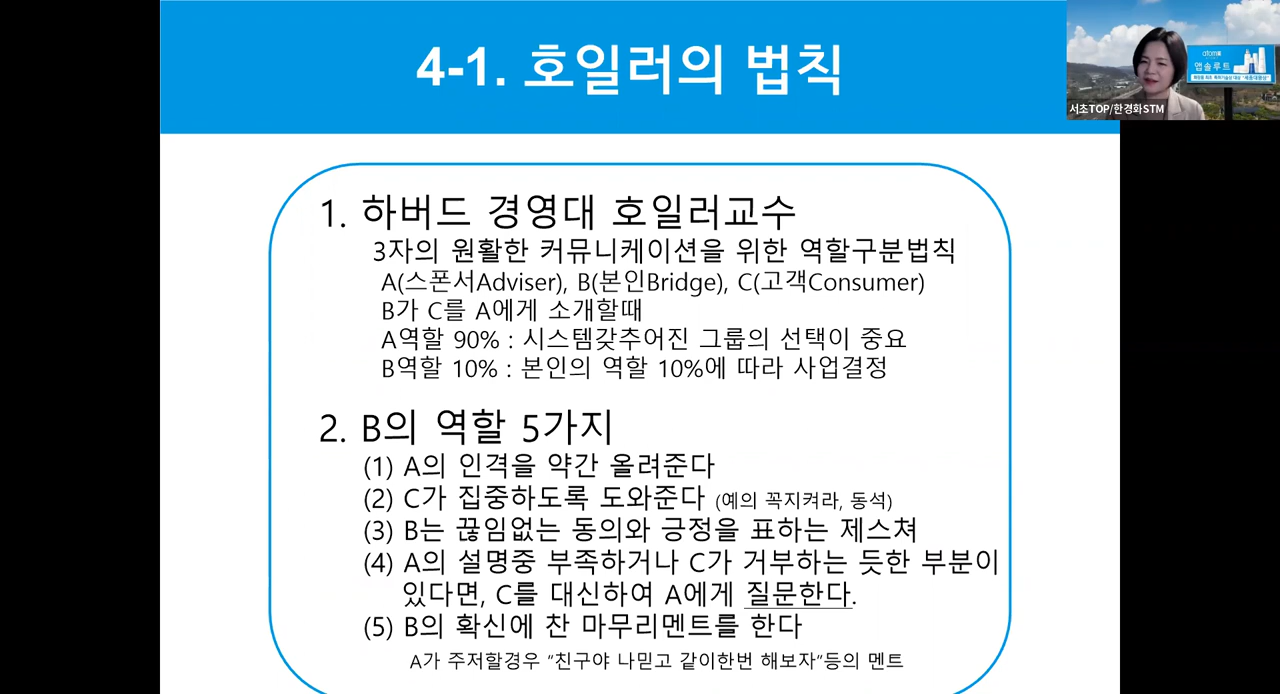 4-1. 호일러의 법칙
atomé
앱솔루트
서초TOP/한경화STM
1. 하버드 경영대 호일러교수
3자의 원활한 커뮤니케이션을 위한 역할구분법칙
A(스폰서Adviser), B(본인Bridge), C(고객Consumer)
B가 C를 A에게 소개할때
A역할 90% : 시스템갖추어진 그룹의 선택이 중요
B역할 10% : 본인의 역할 10%에 따라 사업결정
2. B의 역할 5가지
(1) A의 인격을 약간 올려준다
(2) C가 집중하도록 도와준다 (예의 꼭지켜라, 동석)
(3) B는 끊임없는 동의와 긍정을 표하는 제스쳐
(4) A의 설명중 부족하거나 C가 거부하는 듯한 부분이
있다면, C를 대신하여 A에게 질문한다.
(5) B의 확신에 찬 마무리멘트를 한다
A가 주저할경우 “친구야 나믿고 같이한번 해보자”등의 멘트